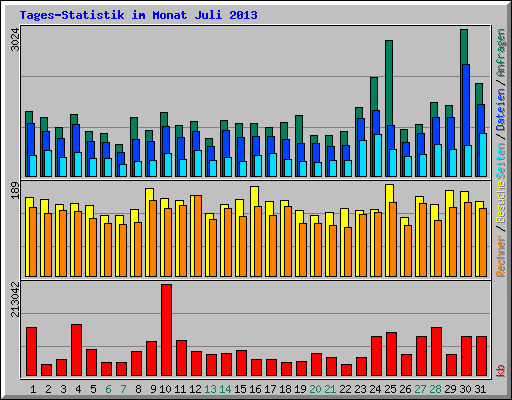 Tages-Statistik im Monat Juli 2013
3024
189
213042
Seiten / Dateien / Anfragen
Rechner / Besuche
kb
1 2 3 4 5 6 7 8 9 10 11 12 13 14 15 16 17 18 19 20 21 22 23 24 25 26 27 28 29 30 31